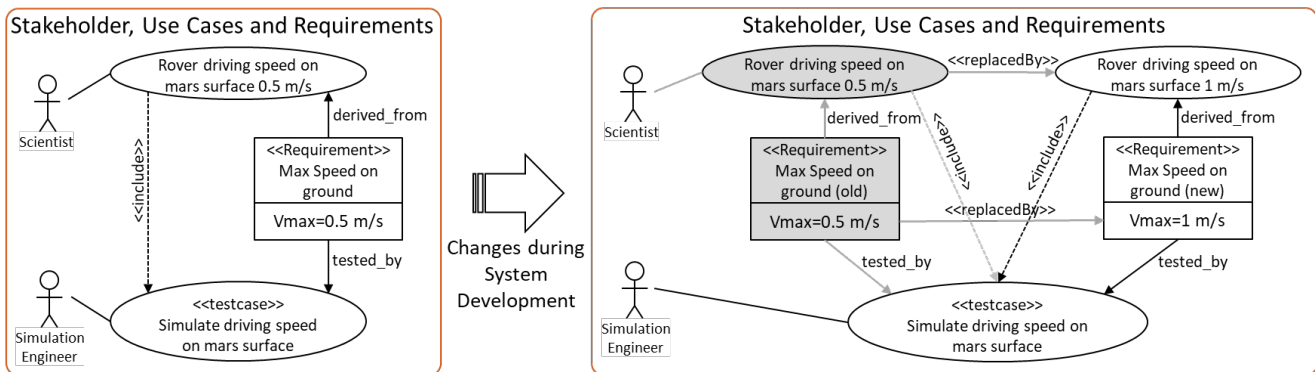 Stakeholder, Use Cases and Requirements
Rover driving speed on
mars surface 0.5 m/s
Scientist
derived_from
<<include>>
<<Requirement>>
Max Speed on
ground
Vmax=0.5 m/s
tested_by
<<testcase>>
Simulate driving speed
on mars surface
Simulation
Engineer
Changes during
System
Development
Stakeholder, Use Cases and Requirements
Rover driving speed on
mars surface 0.5 m/s
<<replacedBy>>
Rover driving speed on
mars surface 1 m/s
Scientist
derived_from
<<include>>
<<include>>
derived_from
<<Requirement>>
Max Speed on
ground (old)
Vmax=0.5 m/s
<<replacedBy>>
<<Requirement>>
Max Speed on
ground (new)
Vmax=1 m/s
tested_by
tested_by
<<testcase>>
Simulate driving speed on
mars surface
Simulation
Engineer